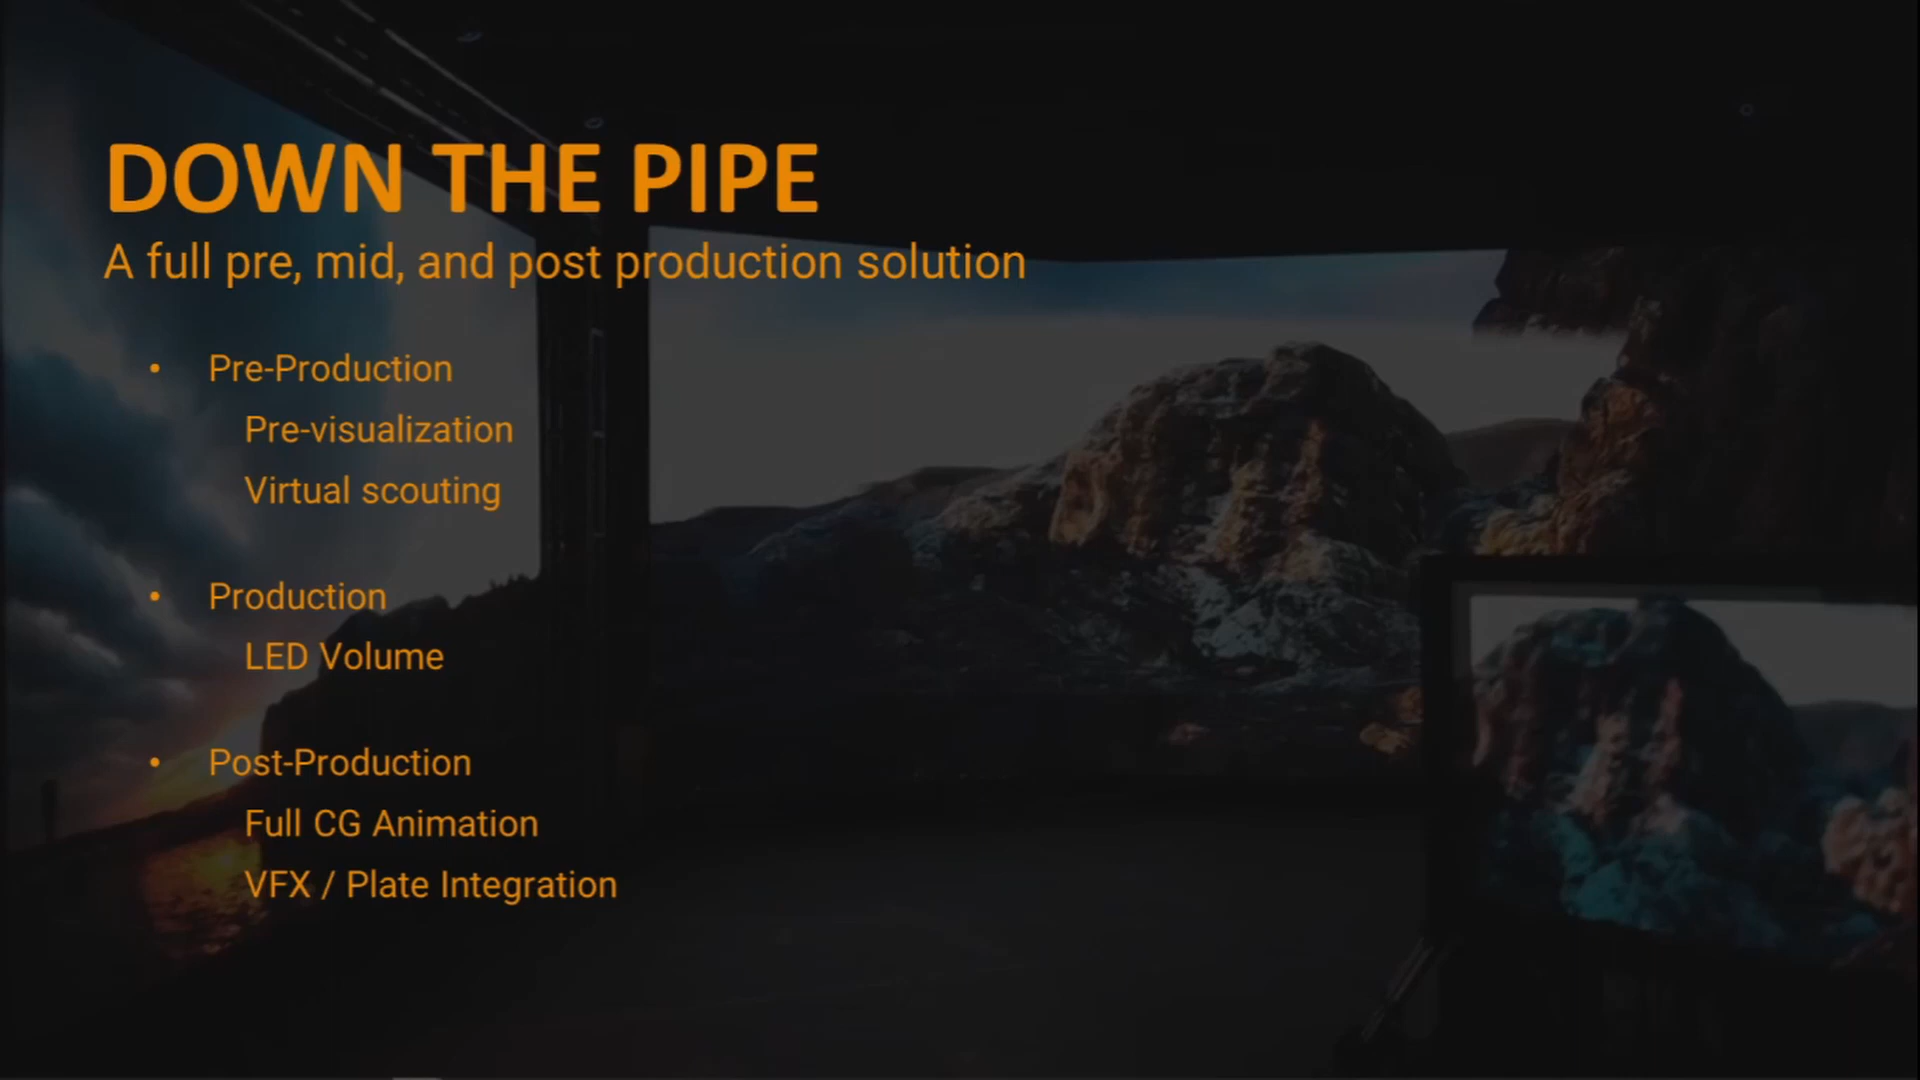 DOWN THE PIPE
A full pre, mid, and post production solution
• Pre-Production
Pre-visualization
Virtual scouting
• Production
LED Volume
• Post-Production
Full CG Animation
VFX / Plate Integration